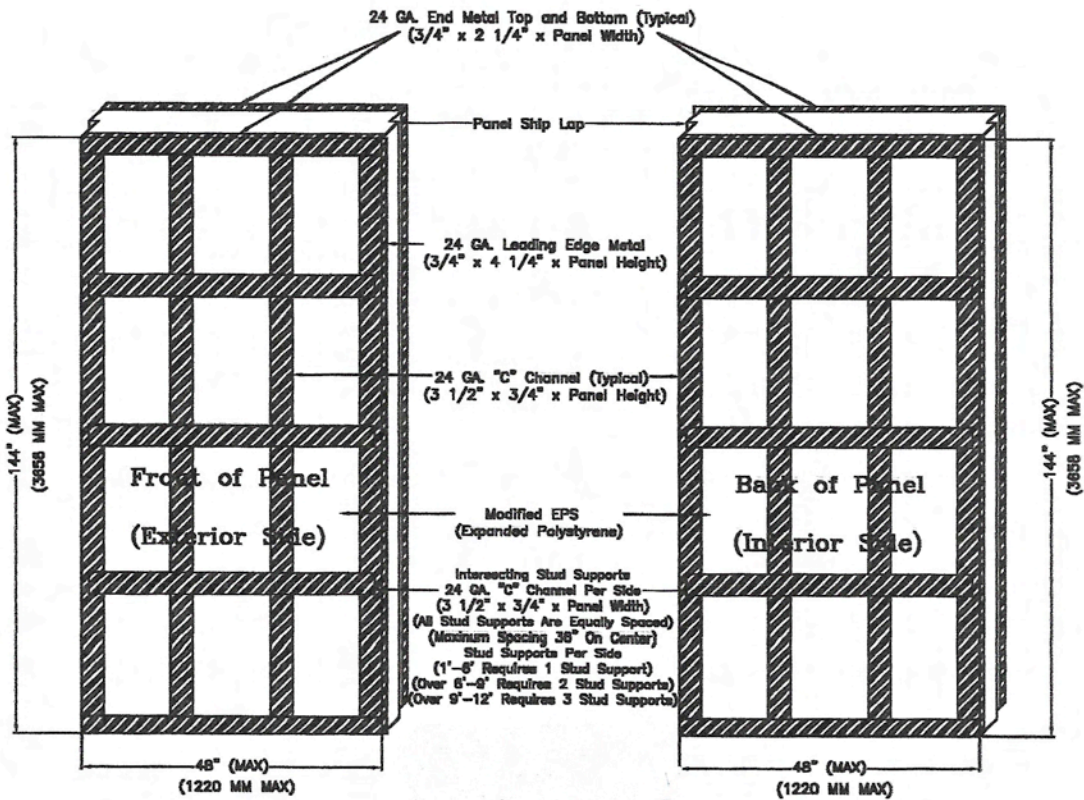 24 GA. End Metal Top and Bottom (Typical)
(3/4" x 2 1/4" x Panel Width)
Panel Ship Lap
24 GA. Leading Edge Metal
(3/4" x 4 1/4" x Panel Height)
24 GA. "C" Channel (Typical)
(3 1/2" x 3/4" x Panel Height)
144" (MAX)
(3658 MM MAX)
144" (MAX)
(3658 MM MAX)
Front of Panel
(Exterior Side)
Back of Panel
(Interior Side)
Modified EPS
(Expanded Polystyrene)
Intersecting Stud Supports
24 GA. "C" Channel Per Side
(3 1/2" x 3/4" x Panel Width)
(All Stud Supports Are Equally Spaced)
(Maximum Spacing 36" On Center)
Stud Supports Per Side
(1'-6' Requires 1 Stud Support)
(Over 6'-9' Requires 2 Stud Supports)
(Over 9'-12' Requires 3 Stud Supports)
48" (MAX)
(1220 MM MAX)
48" (MAX)
(1220 MM MAX)